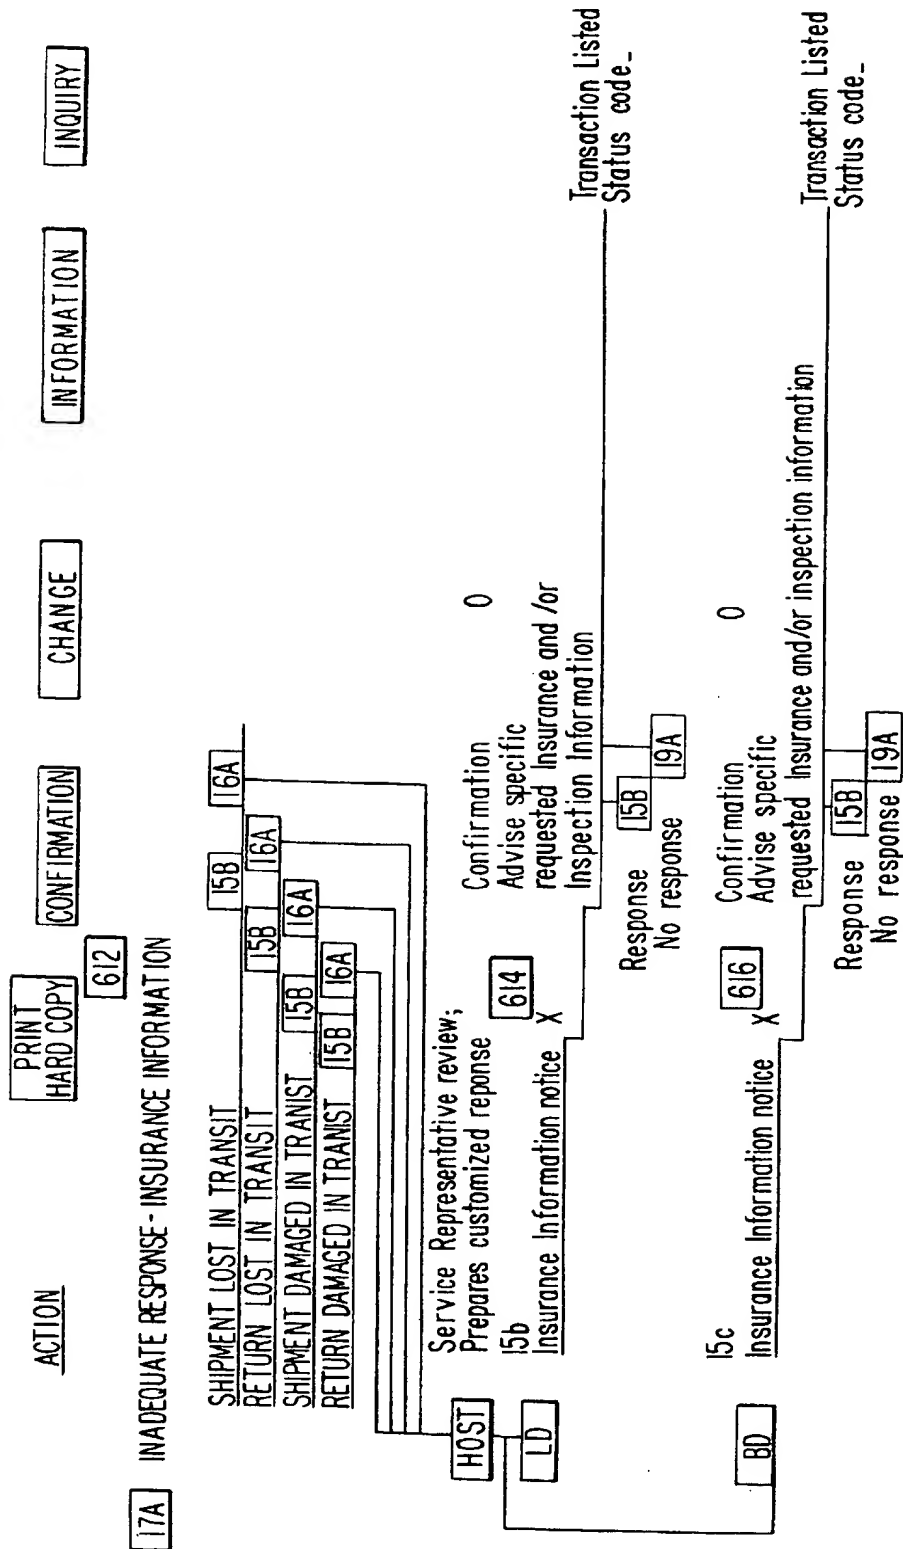 ACTION
PRINT
HARD COPY
CONFIRMATION
CHANGE
INFORMATION
INQUIRY
612
17A
INADEQUATE RESPONSE-INSURANCE INFORMATION
SHIPMENT LOST IN TRANSIT
15B
16A
RETURN LOST IN TRANSIT
15B
16A
SHIPMENT DAMAGED IN TRANIST
15B
16A
RETURN DAMAGED IN TRANSIT
15B
16A
HOST
LD
Service Representative review;
Prepares customized reponse
15b
Insurance Information notice
614
X
Confirmation
O
Advise specific
requested Insurance and /or
Inspection Information
Transaction Listed
Status code_
Response
15B
No response
19A
BD
15c
Insurance Information notice
616
X
Confirmation
O
Advise specific
requested Insurance and/or inspection information
Transaction Listed
Status code_
Response
15B
No response
19A